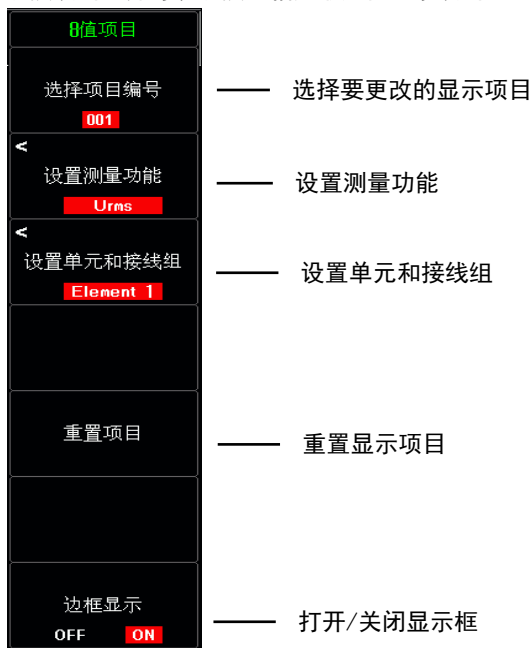 8值项目
选择项目编号
001
选择要更改的显示项目
<
设置测量功能
Urms
设置测量功能
<
设置单元和接线组
Element 1
设置单元和接线组
重置项目
重置显示项目
边框显示
OFF ON
打开/关闭显示框